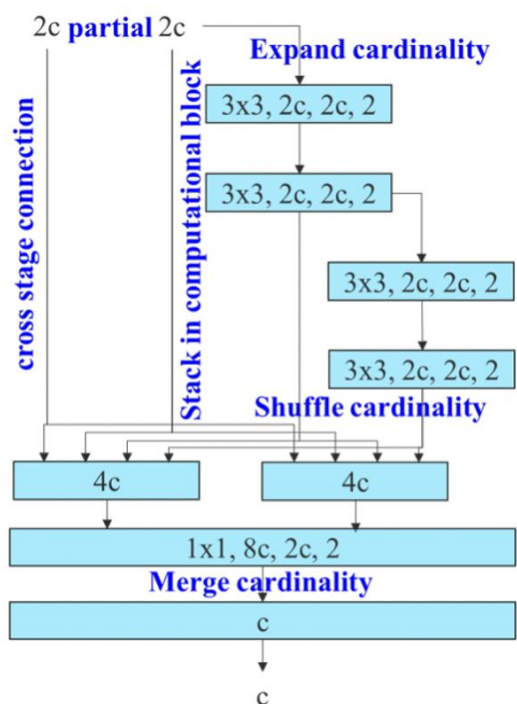 2c partial 2c
Expand cardinality
3x3, 2c, 2c, 2
cross stage connection
Stack in computational block
3x3, 2c, 2c, 2
3x3, 2c, 2c, 2
3x3, 2c, 2c, 2
Shuffle cardinality
4c
4c
1x1, 8c, 2c, 2
Merge cardinality
c
c